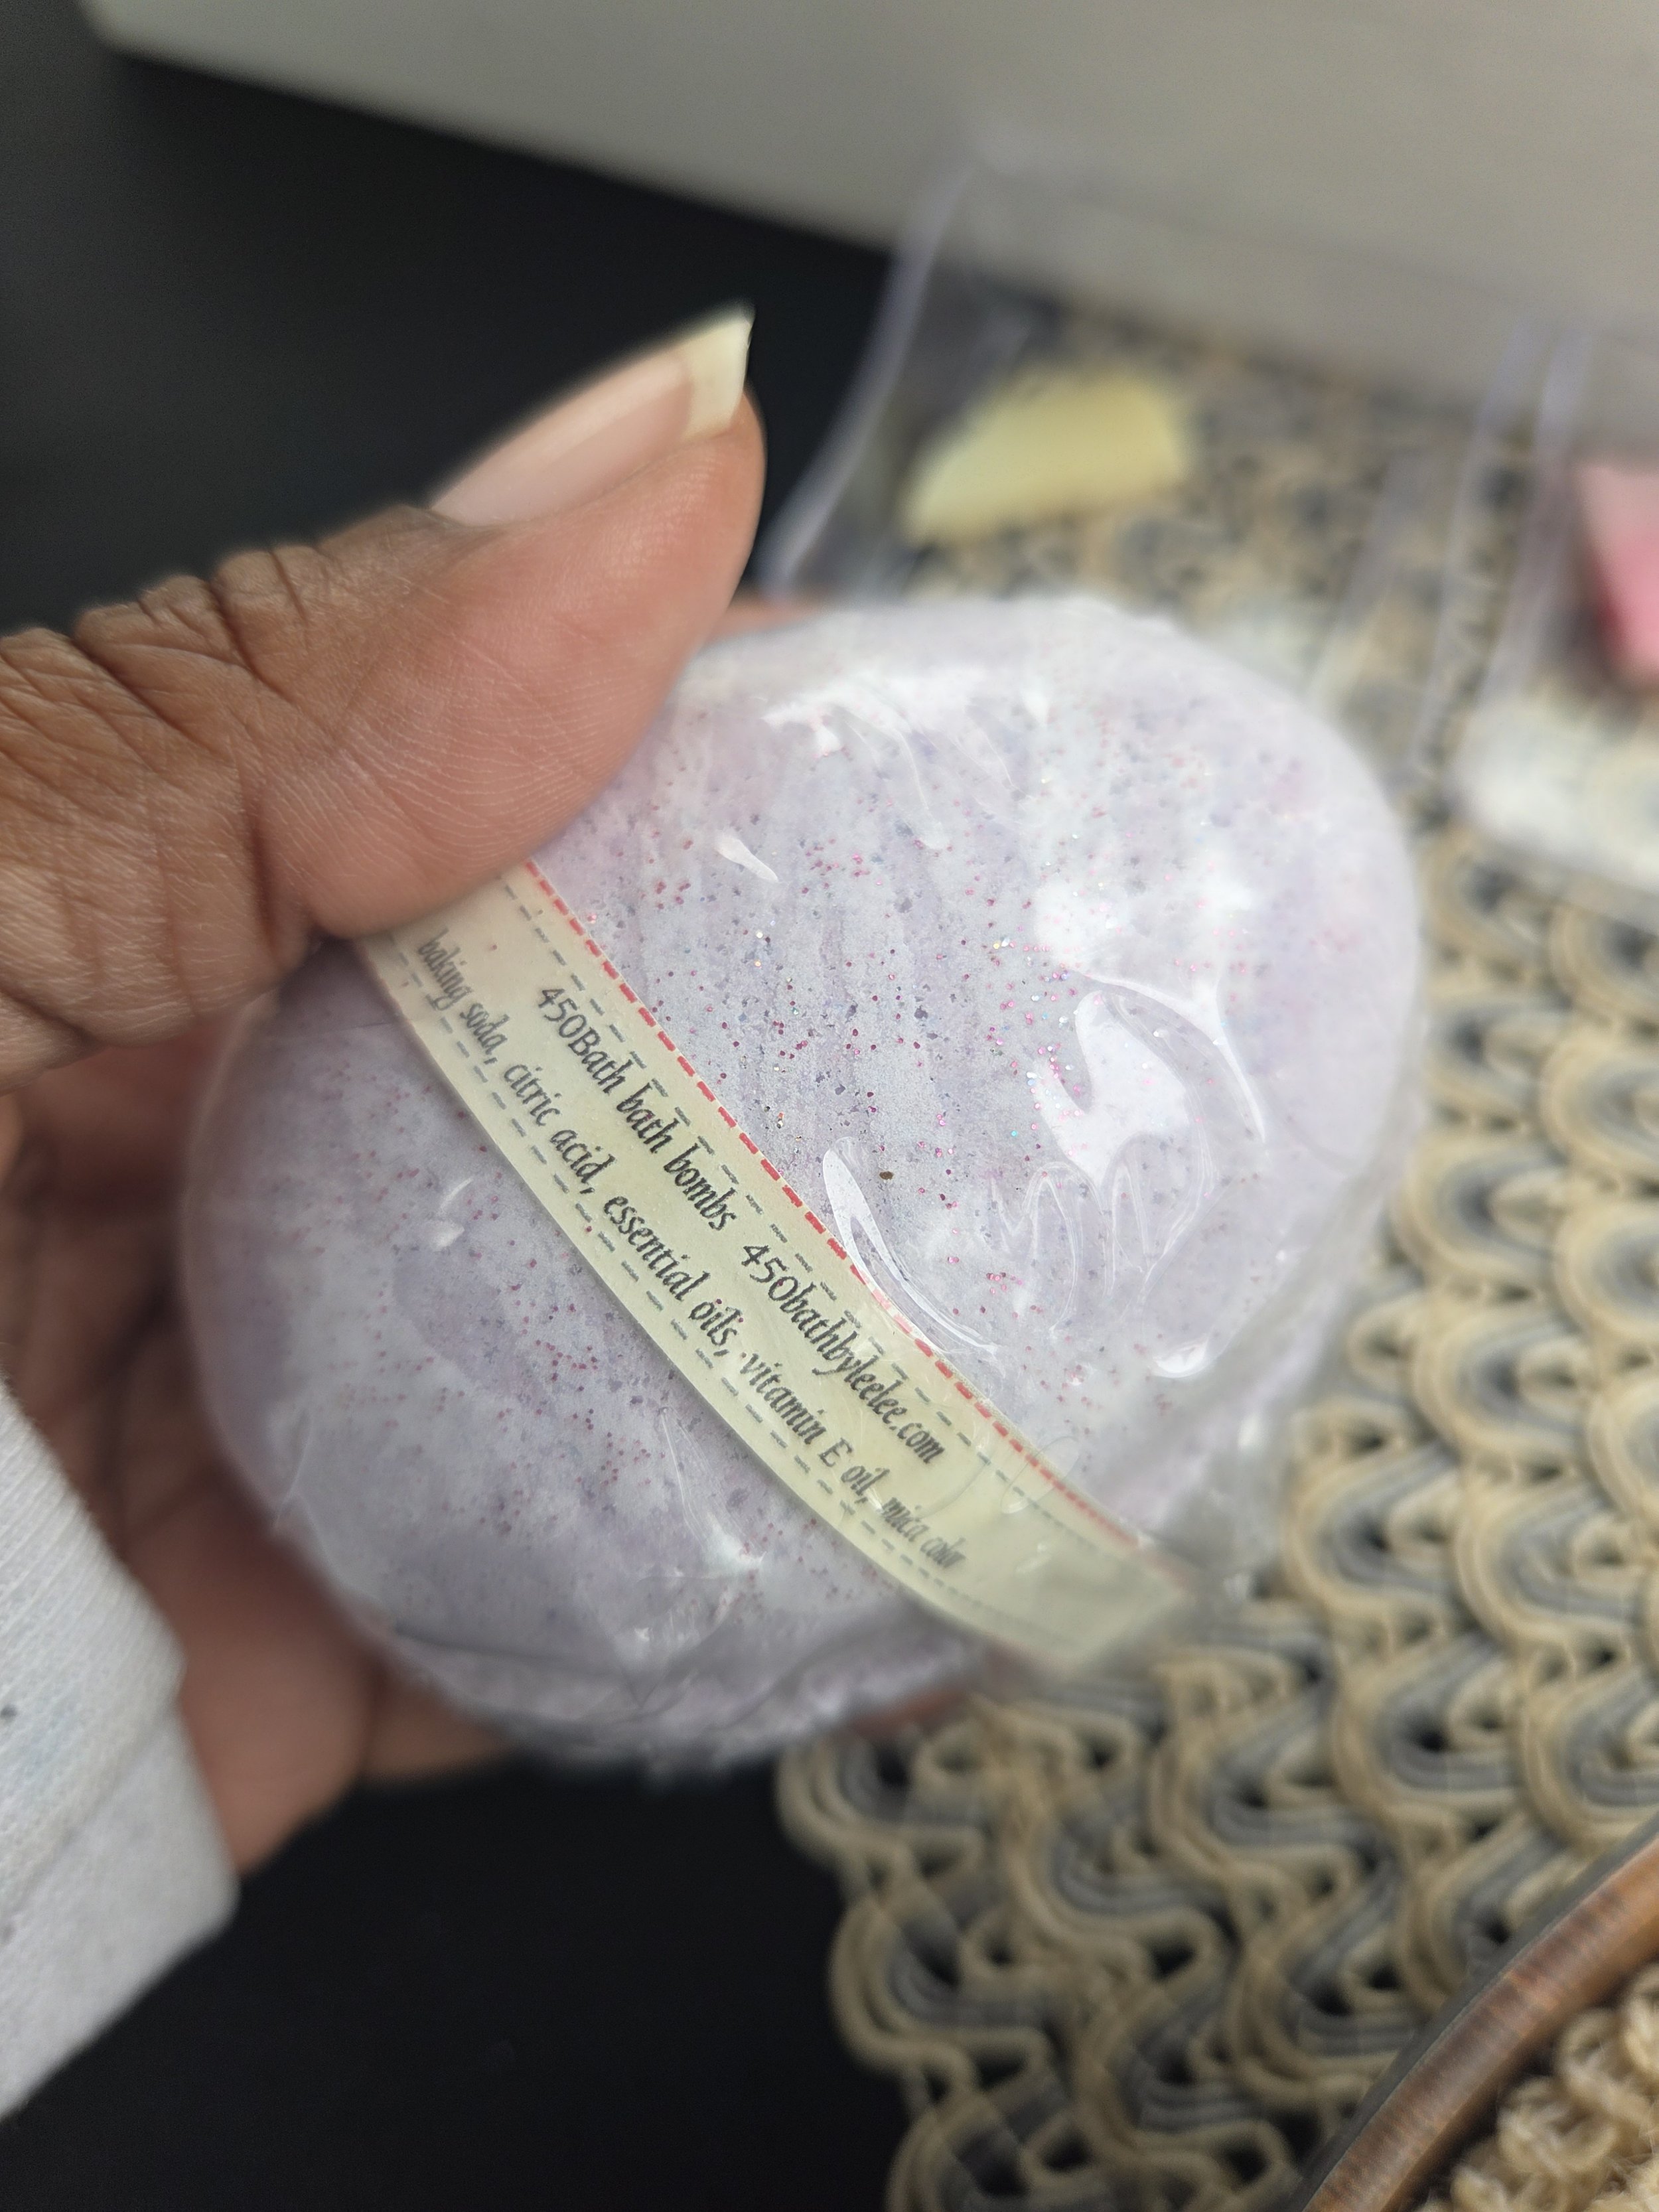 450Bath bath bombs 450bathbyleelee.com
baking soda, citric acid, essential oils, vitamin E oil, mica color